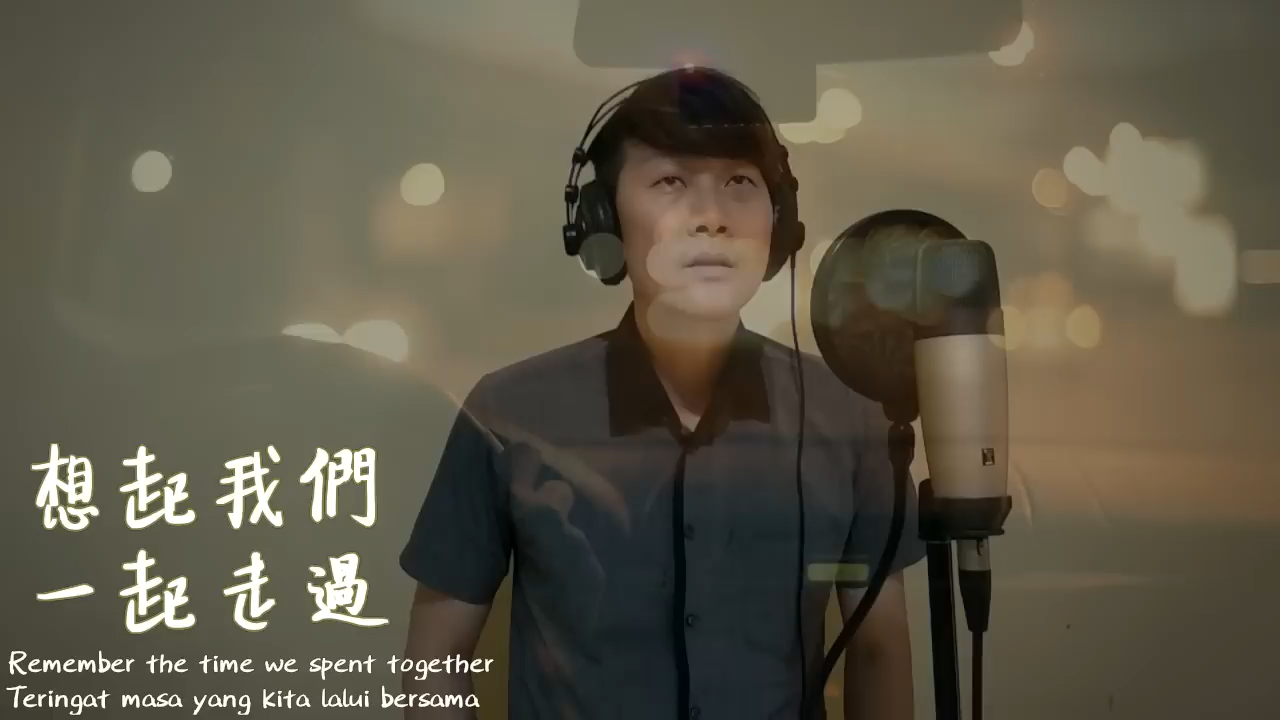 想起我們
一起走過
Remember the time we spent together
Teringat masa yang kita lalui bersama